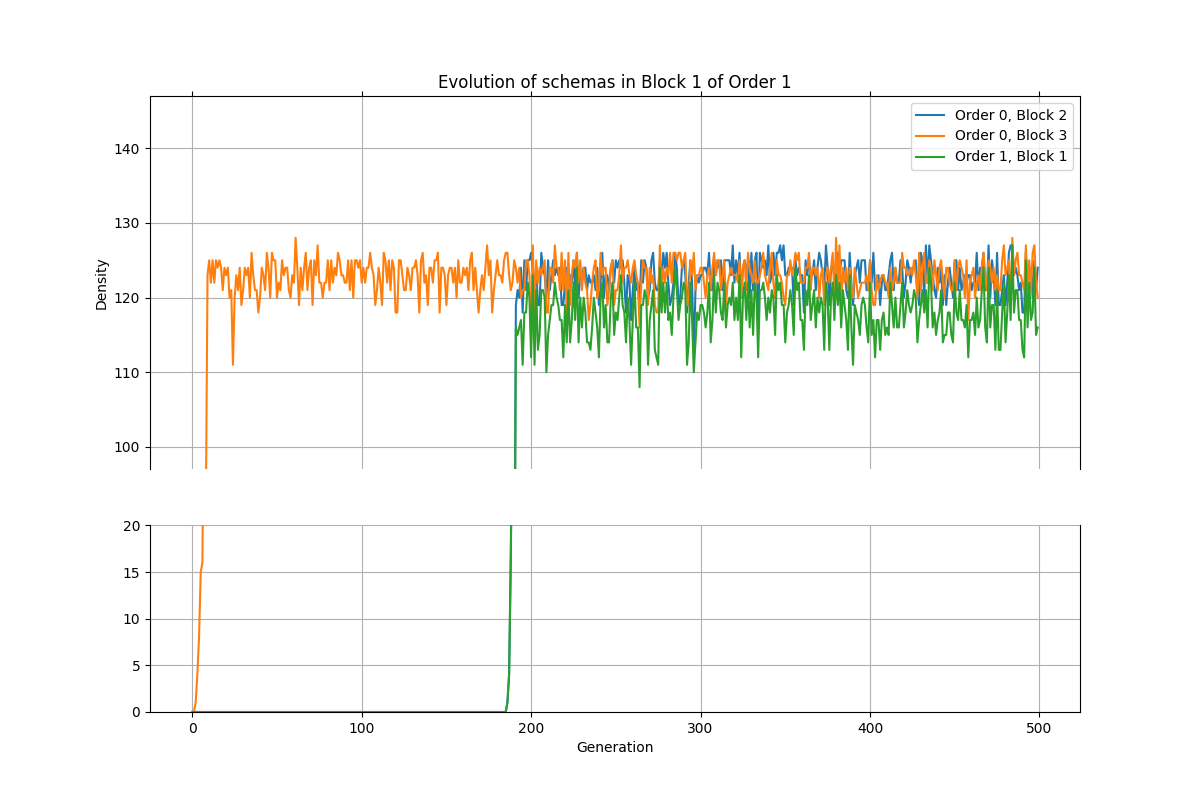 Evolution of schemas in Block 1 of Order 1
Order 0, Block 2
Order 0, Block 3
Order 1, Block 1
Density
140
130
120
110
100
20
15
10
5
0
0 100 200 300 400 500
Generation